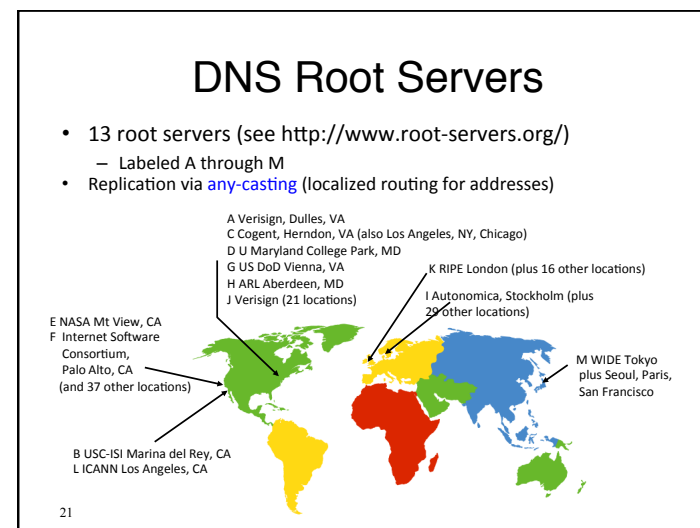 DNS Root Servers
• 13 root servers (see http://www.root-servers.org/)
– Labeled A through M
• Replication via any-casting (localized routing for addresses)
A Verisign, Dulles, VA
C Cogent, Herndon, VA (also Los Angeles, NY, Chicago)
D U Maryland College Park, MD
G US DoD Vienna, VA
H ARL Aberdeen, MD
J Verisign (21 locations)
K RIPE London (plus 16 other locations)
I Autonomica, Stockholm (plus
29 other locations)
E NASA Mt View, CA
F Internet Software
Consortium,
Palo Alto, CA
(and 37 other locations)
M WIDE Tokyo
plus Seoul, Paris,
San Francisco
B USC-ISI Marina del Rey, CA
L ICANN Los Angeles, CA
21